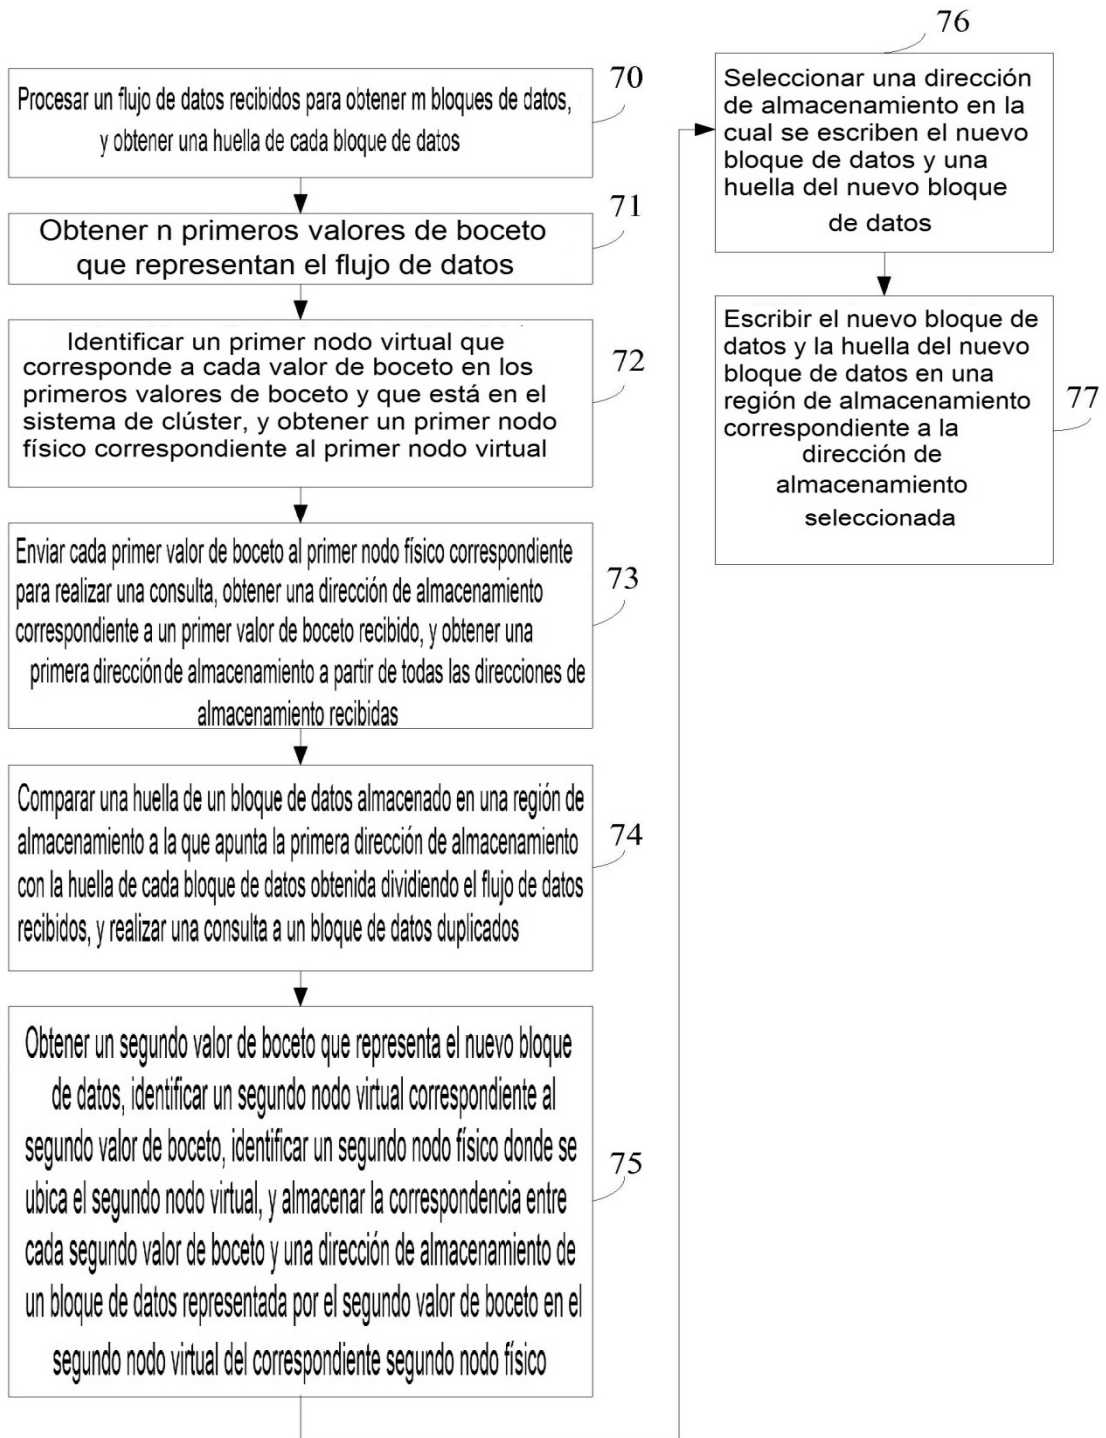 70
Procesar un flujo de datos recibidos para obtener m bloques de datos,
y obtener una huella de cada bloque de datos
71
Obtener n primeros valores de boceto
que representan el flujo de datos
72
Identificar un primer nodo virtual que
corresponde a cada valor de boceto en los
primeros valores de boceto y que está en el
sistema de clúster, y obtener un primer nodo
físico correspondiente al primer nodo virtual
73
Enviar cada primer valor de boceto al primer nodo físico correspondiente
para realizar una consulta, obtener una dirección de almacenamiento
correspondiente a un primer valor de boceto recibido, y obtener una
primera dirección de almacenamiento a partir de todas las direcciones de
almacenamiento recibidas
74
Comparar una huella de un bloque de datos almacenado en una región de
almacenamiento a la que apunta la primera dirección de almacenamiento
con la huella de cada bloque de datos obtenida dividiendo el flujo de datos
recibidos, y realizar una consulta a un bloque de datos duplicados
75
Obtener un segundo valor de boceto que representa el nuevo bloque
de datos, identificar un segundo nodo virtual correspondiente al
segundo valor de boceto, identificar un segundo nodo físico donde se
ubica el segundo nodo virtual, y almacenar la correspondencia entre
cada segundo valor de boceto y una dirección de almacenamiento de
un bloque de datos representada por el segundo valor de boceto en el
segundo nodo virtual del correspondiente segundo nodo físico
76
Seleccionar una dirección
de almacenamiento en la
cual se escriben el nuevo
bloque de datos y una
huella del nuevo bloque
de datos
77
Escribir el nuevo bloque de
datos y la huella del nuevo
bloque de datos en una
región de almacenamiento
correspondiente a la
dirección de
almacenamiento
seleccionada